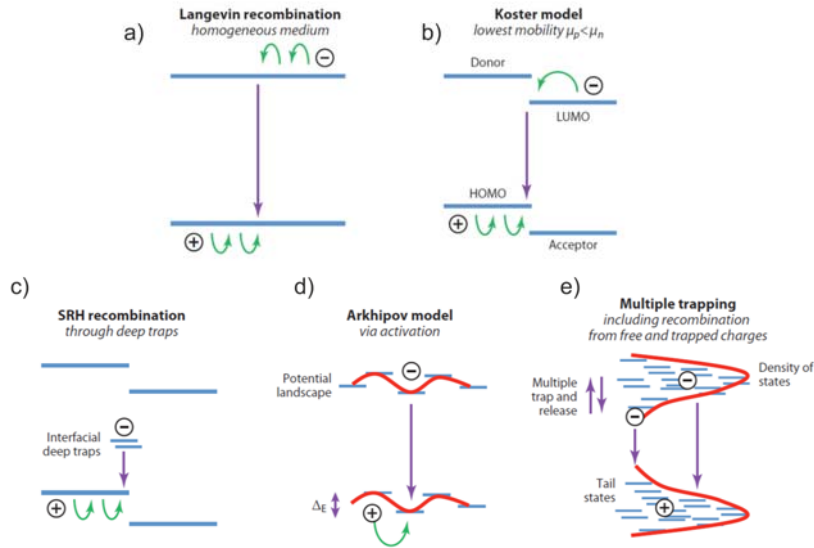 a)
Langevin recombination
homogeneous medium
b)
Koster model
lowest mobility μp<μn
Donor
LUMO
HOMO
Acceptor
c)
SRH recombination
through deep traps
Interfacial
deep traps
d)
Arkhipov model
via activation
Potential
landscape
ΔE
e)
Multiple trapping
including recombination
from free and trapped charges
Density of
states
Multiple
trap and
release
Tail
states